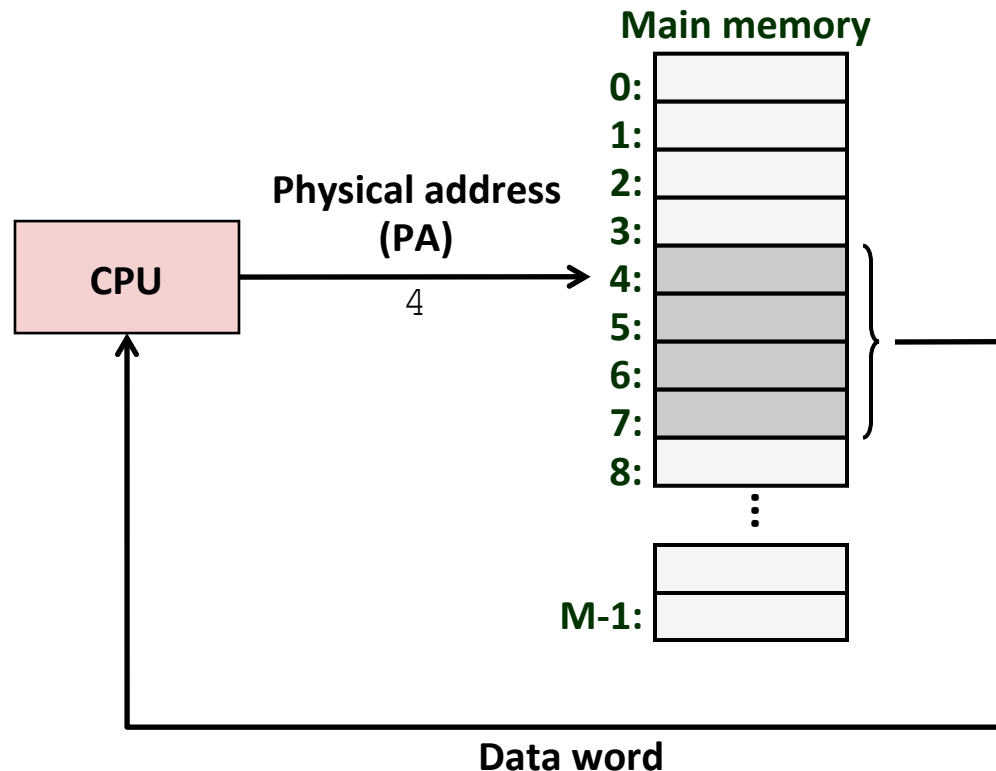 Main memory
0:
1:
2:
Physical address
(PA)
3:
CPU
4:
4
5:
6:
7:
8:
...
M-1:
Data word